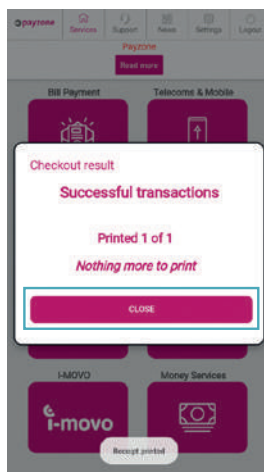 payzone
Services Support News Settings Logout
Payzone
Read more
Bill Payment Telecoms & Mobile
Checkout result
Successful transactions
Printed 1 of 1
Nothing more to print
CLOSE
I-MOVO Money Services
i-movo
Receipt printed